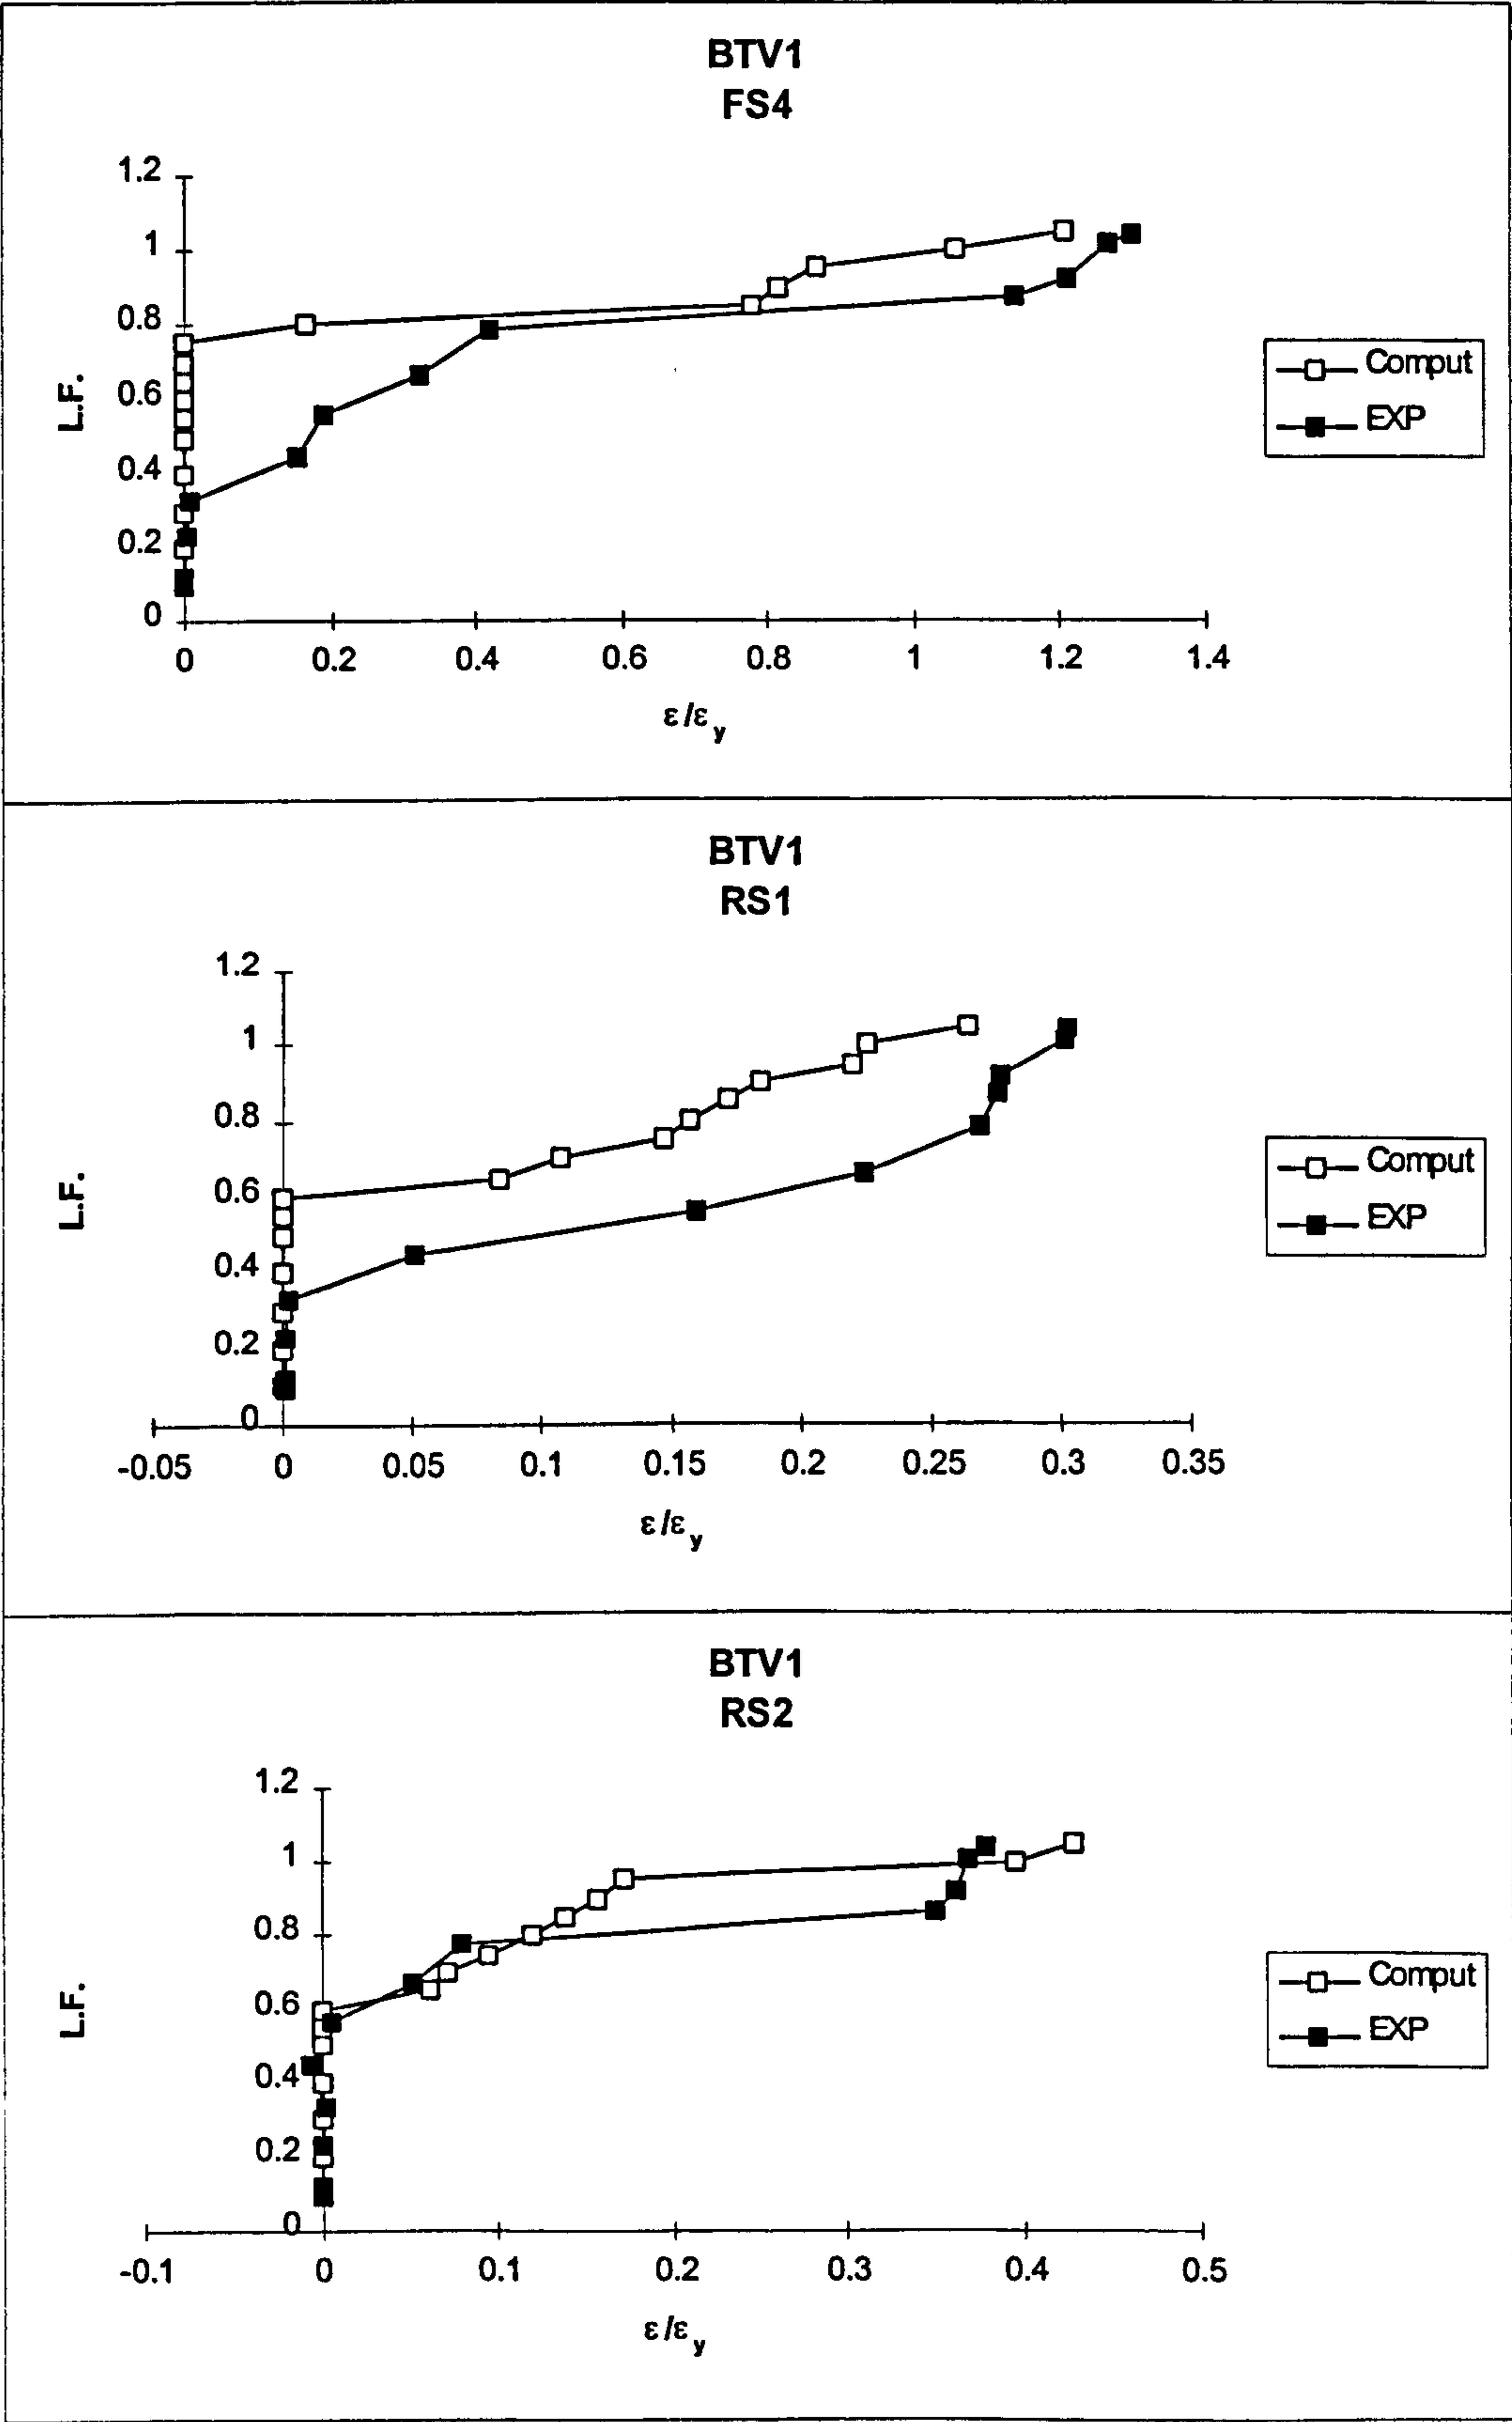 BTV1
FS4
1.2
1
0.8
0.6
0.4
0.2
0
L.F.
0 0.2 0.4 0.6 0.8 1 1.2 1.4
ε/εy
Comput
EXP
BTV1
RS1
1.2
1
0.8
0.6
0.4
0.2
0
L.F.
-0.05 0 0.05 0.1 0.15 0.2 0.25 0.3 0.35
ε/εy
Comput
EXP
BTV1
RS2
1.2
1
0.8
0.6
0.4
0.2
0
L.F.
-0.1 0 0.1 0.2 0.3 0.4 0.5
ε/εy
Comput
EXP